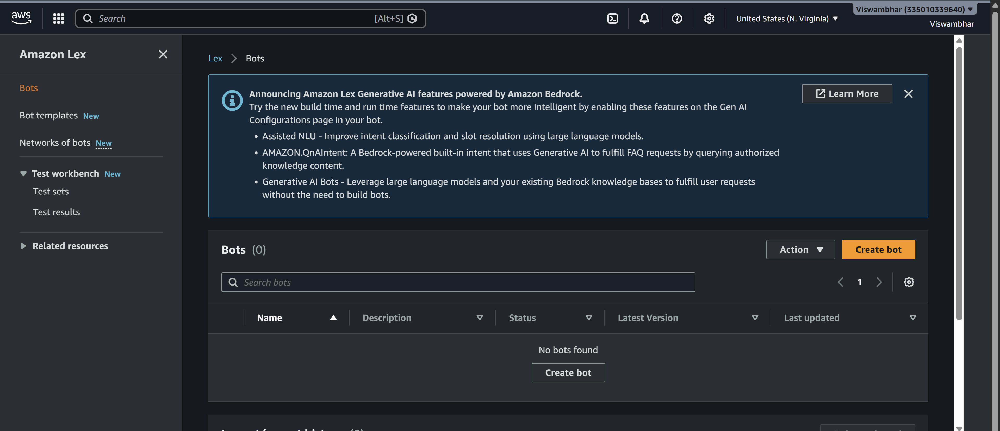 aws
Search
[Alt+S]
United States (N. Virginia)
Viswambhar (335010339640)
Viswambhar
Amazon Lex
Bots
Bot templates New
Networks of bots New
Test workbench New
Test sets
Test results
Related resources
Lex
Bots
Announcing Amazon Lex Generative AI features powered by Amazon Bedrock.
Try the new build time and run time features to make your bot more intelligent by enabling these features on the Gen AI
Configurations page in your bot.
• Assisted NLU - Improve intent classification and slot resolution using large language models.
• AMAZON.QnAIntent: A Bedrock-powered built-in intent that uses Generative AI to fulfill FAQ requests by querying authorized
knowledge content.
• Generative AI Bots - Leverage large language models and your existing Bedrock knowledge bases to fulfill user requests
without the need to build bots.
Learn More
Bots (0)
Action
Create bot
Search bots
1
Name Description Status Latest Version Last updated
No bots found
Create bot